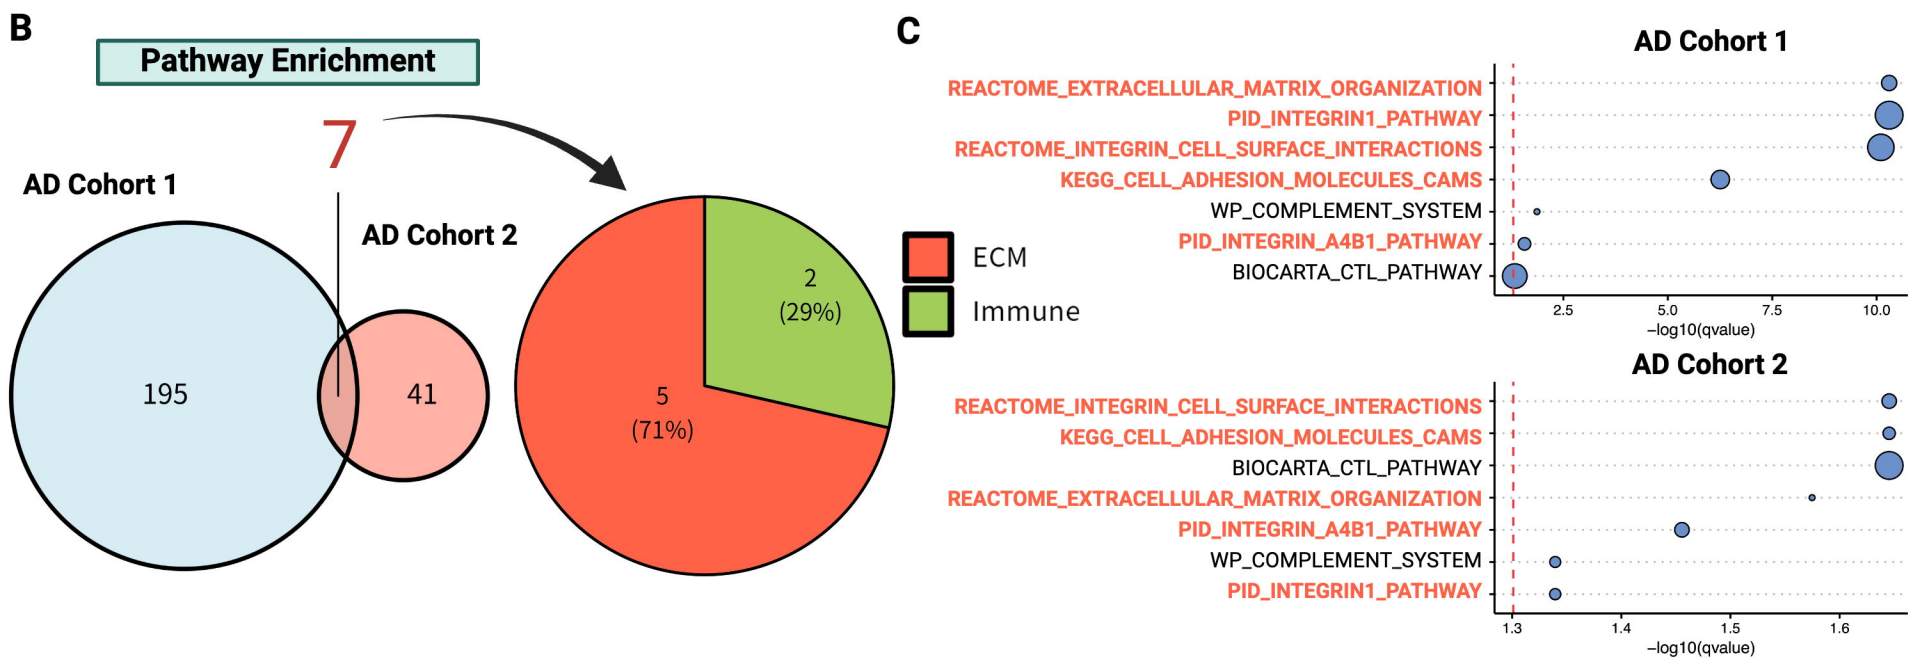 B
Pathway Enrichment
7
AD Cohort 1
AD Cohort 2
195
41
2
(29%)
5
(71%)
ECM
Immune
C
AD Cohort 1
REACTOME_EXTRACELLULAR_MATRIX_ORGANIZATION
PID_INTEGRIN1_PATHWAY
REACTOME_INTEGRIN_CELL_SURFACE_INTERACTIONS
KEGG_CELL_ADHESION_MOLECULES_CAMS
WP_COMPLEMENT_SYSTEM
PID_INTEGRIN_A4B1_PATHWAY
BIOCARTA_CTL_PATHWAY
2.5 5.0 7.5 10.0
−log10(qvalue)
AD Cohort 2
REACTOME_INTEGRIN_CELL_SURFACE_INTERACTIONS
KEGG_CELL_ADHESION_MOLECULES_CAMS
BIOCARTA_CTL_PATHWAY
REACTOME_EXTRACELLULAR_MATRIX_ORGANIZATION
PID_INTEGRIN_A4B1_PATHWAY
WP_COMPLEMENT_SYSTEM
PID_INTEGRIN1_PATHWAY
1.3 1.4 1.5 1.6
−log10(qvalue)